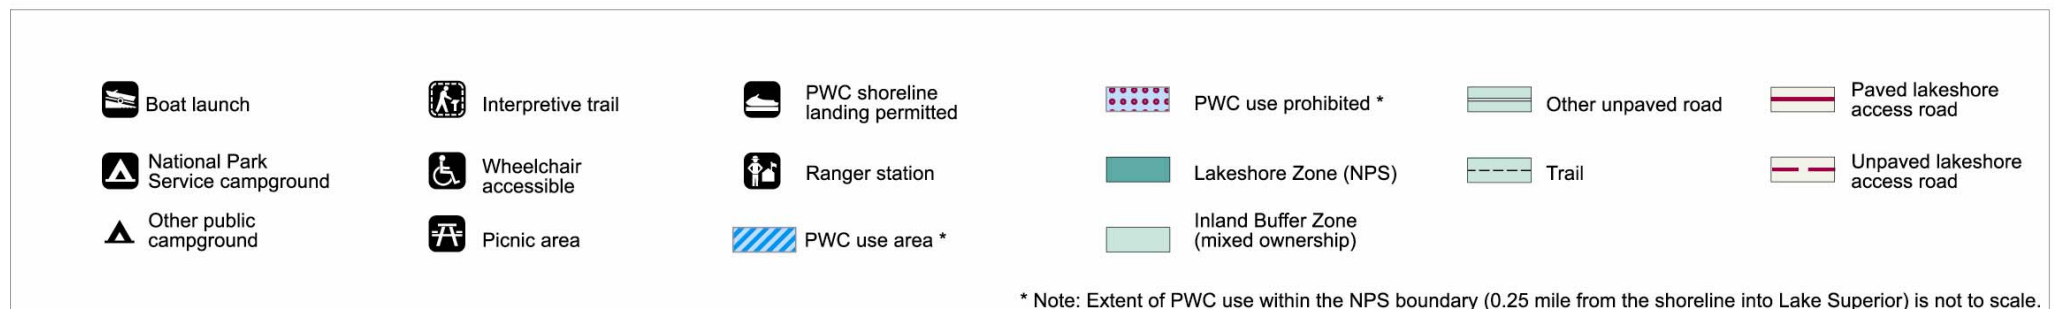 Boat launch
National Park
Service campground
Other public
campground
Interpretive trail
Wheelchair
accessible
Picnic area
PWC shoreline
landing permitted
Ranger station
PWC use area *
PWC use prohibited *
Lakeshore Zone (NPS)
Inland Buffer Zone
(mixed ownership)
Other unpaved road
Trail
Paved lakeshore
access road
Unpaved lakeshore
access road
* Note: Extent of PWC use within the NPS boundary (0.25 mile from the shoreline into Lake Superior) is not to scale.